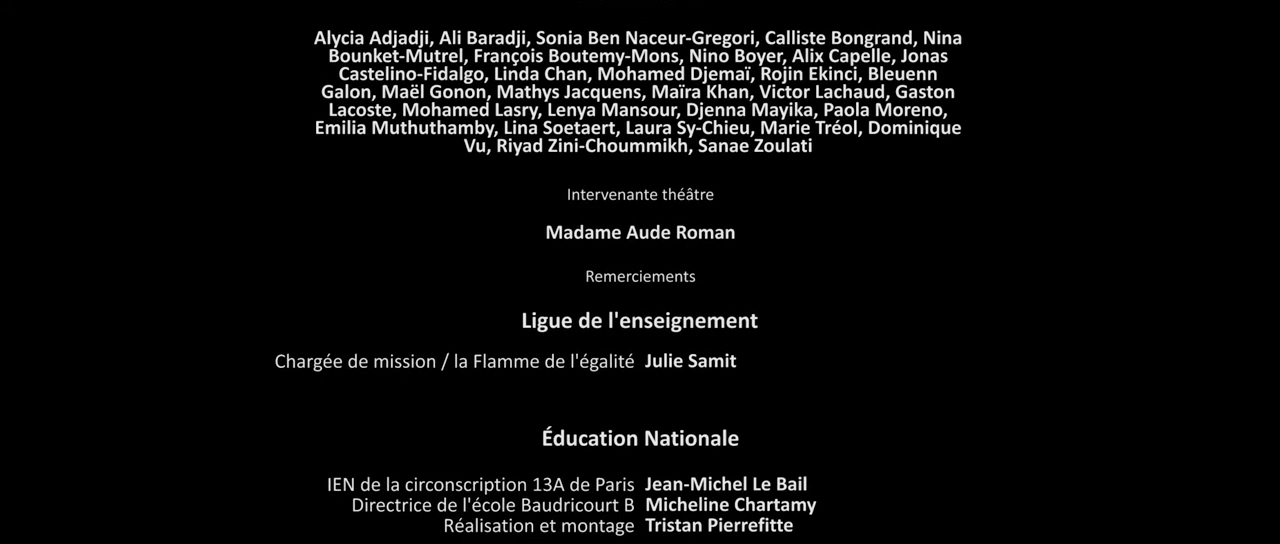 Alycia Adjadji, Ali Baradji, Sonia Ben Naceur-Gregori, Calliste Bongrand, Nina
Bounket-Mutrel, François Boutemy-Mons, Nino Boyer, Alix Capelle, Jonas
Castelino-Fidalgo, Linda Chan, Mohamed Djemaï, Rojin Ekinci, Bleuenn
Galon, Maël Gonon, Mathys Jacquens, Maïra Khan, Victor Lachaud, Gaston
Lacoste, Mohamed Lasry, Lenya Mansour, Djenna Mayika, Paola Moreno,
Emilia Muthuthamby, Lina Soetaert, Laura Sy-Chieu, Marie Tréol, Dominique
Vu, Riyad Zini-Choummikh, Sanae Zoulati
Intervenante théâtre
Madame Aude Roman
Remerciements
Ligue de l'enseignement
Chargée de mission / la Flamme de l'égalité Julie Samit
Éducation Nationale
IEN de la circonscription 13A de Paris Jean-Michel Le Bail
Directrice de l'école Baudricourt B Micheline Chartamy
Réalisation et montage Tristan Pierrefitte